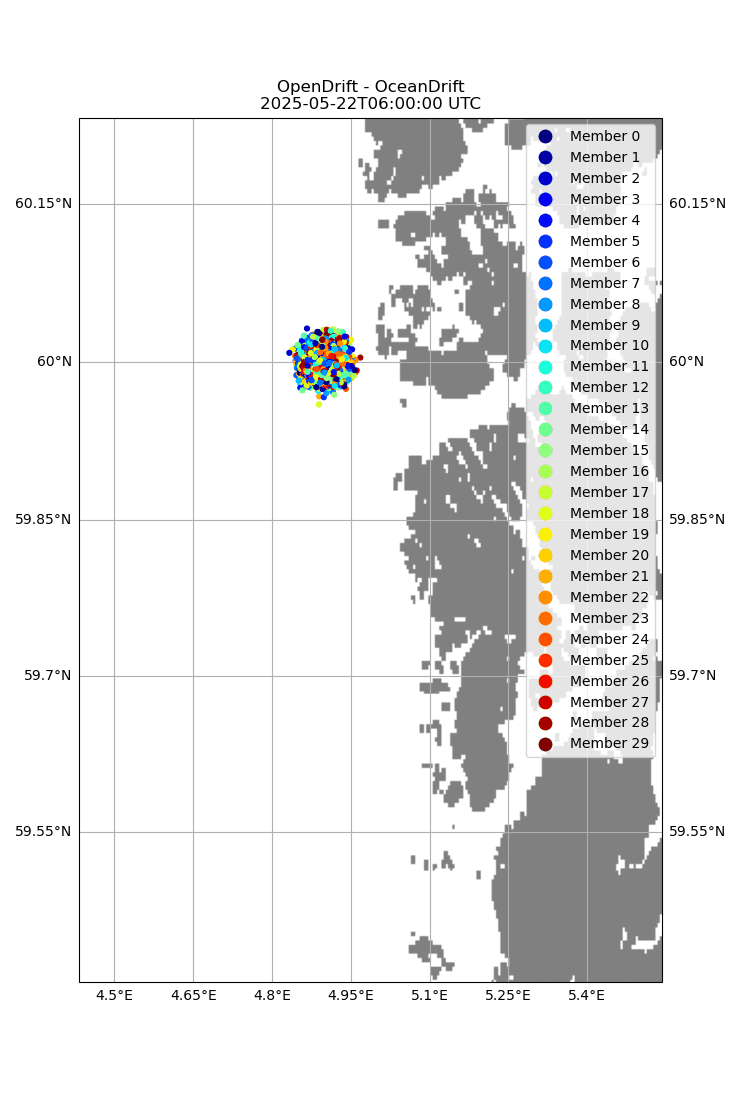 OpenDrift - OceanDrift
2025-05-22T06:00:00 UTC
Member 0
Member 1
Member 2
Member 3
Member 4
Member 5
Member 6
Member 7
Member 8
Member 9
Member 10
Member 11
Member 12
Member 13
Member 14
Member 15
Member 16
Member 17
Member 18
Member 19
Member 20
Member 21
Member 22
Member 23
Member 24
Member 25
Member 26
Member 27
Member 28
Member 29
60.15°N 60.15°N
60°N 60°N
59.85°N 59.85°N
59.7°N 59.7°N
59.55°N 59.55°N
4.5°E 4.65°E 4.8°E 4.95°E 5.1°E 5.25°E 5.4°E